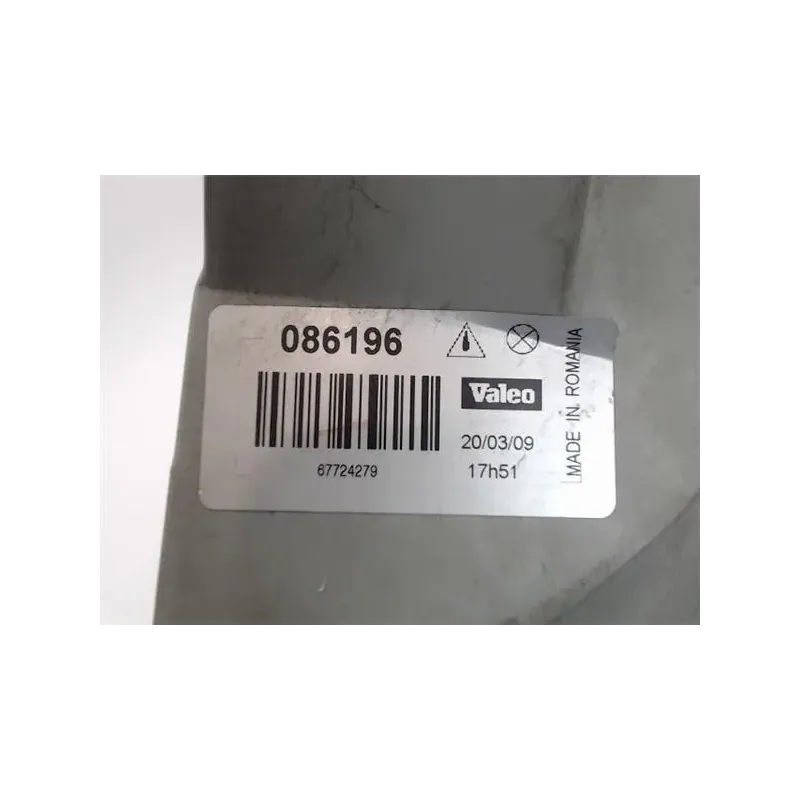 086196
Valeo
20/03/09
67724279
17h51
MADE IN ROMANIA